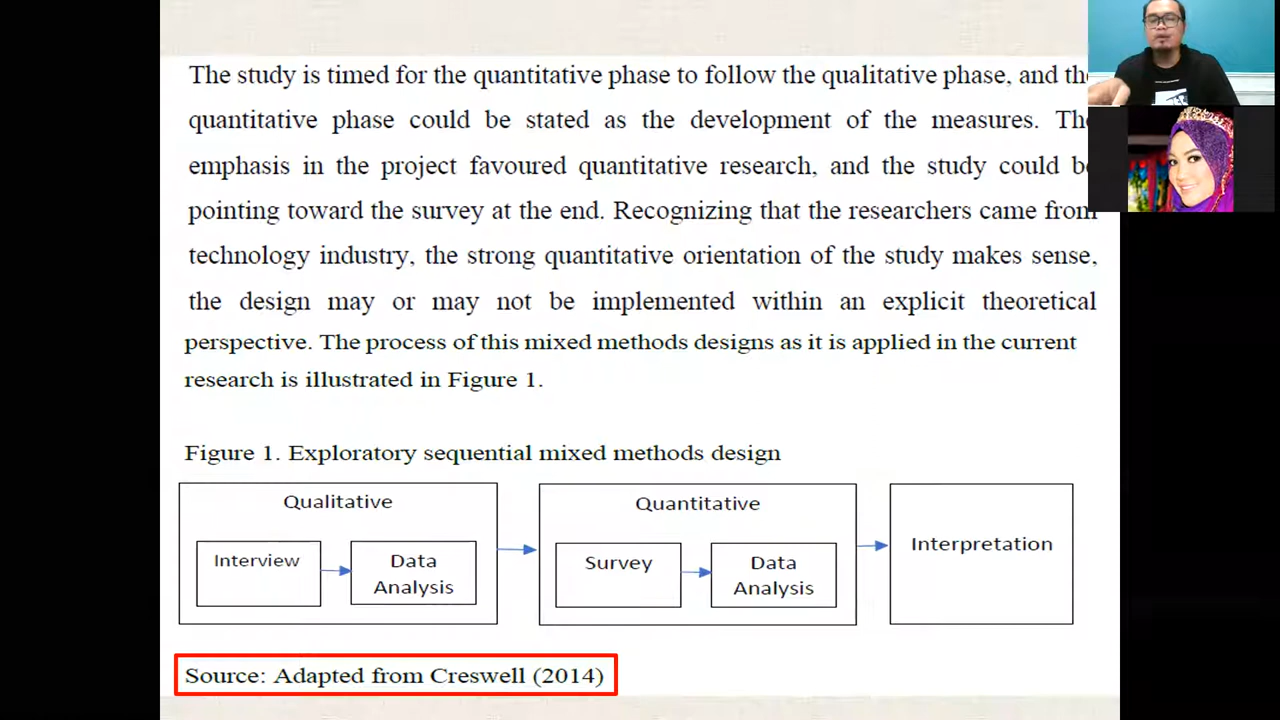 The study is timed for the quantitative phase to follow the qualitative phase, and the
quantitative phase could be stated as the development of the measures. The
emphasis in the project favoured quantitative research, and the study could be
pointing toward the survey at the end. Recognizing that the researchers came from
technology industry, the strong quantitative orientation of the study makes sense,
the design may or may not be implemented within an explicit theoretical
perspective. The process of this mixed methods designs as it is applied in the current
research is illustrated in Figure 1.
Figure 1. Exploratory sequential mixed methods design
Qualitative
Interview
Data
Analysis
Quantitative
Survey
Data
Analysis
Interpretation
Source: Adapted from Creswell (2014)